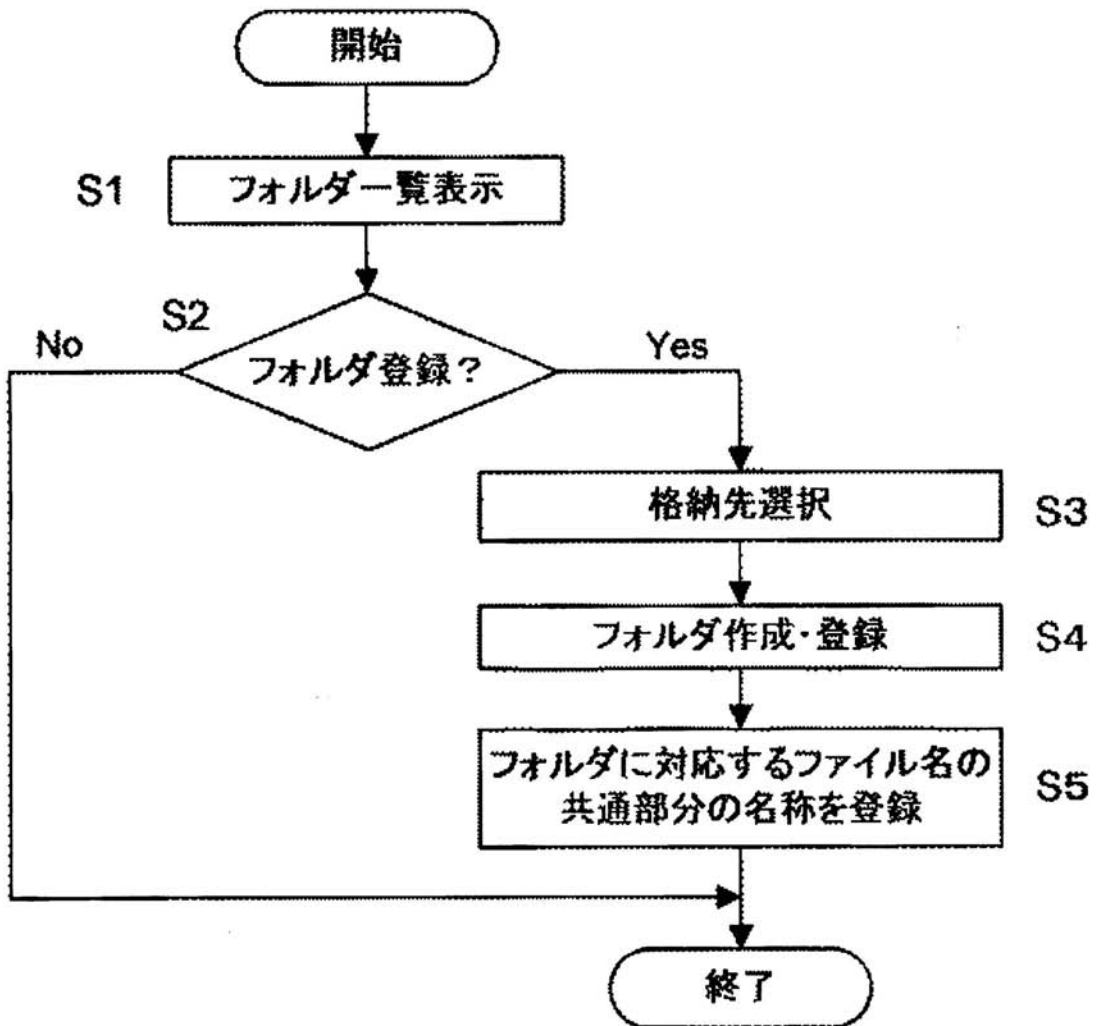 開始
S1
フォルダ一覧表示
S2
No
フォルダ登録？
Yes
格納先選択
S3
フォルダ作成・登録
S4
フォルダに対応するファイル名の
共通部分の名称を登録
S5
終了